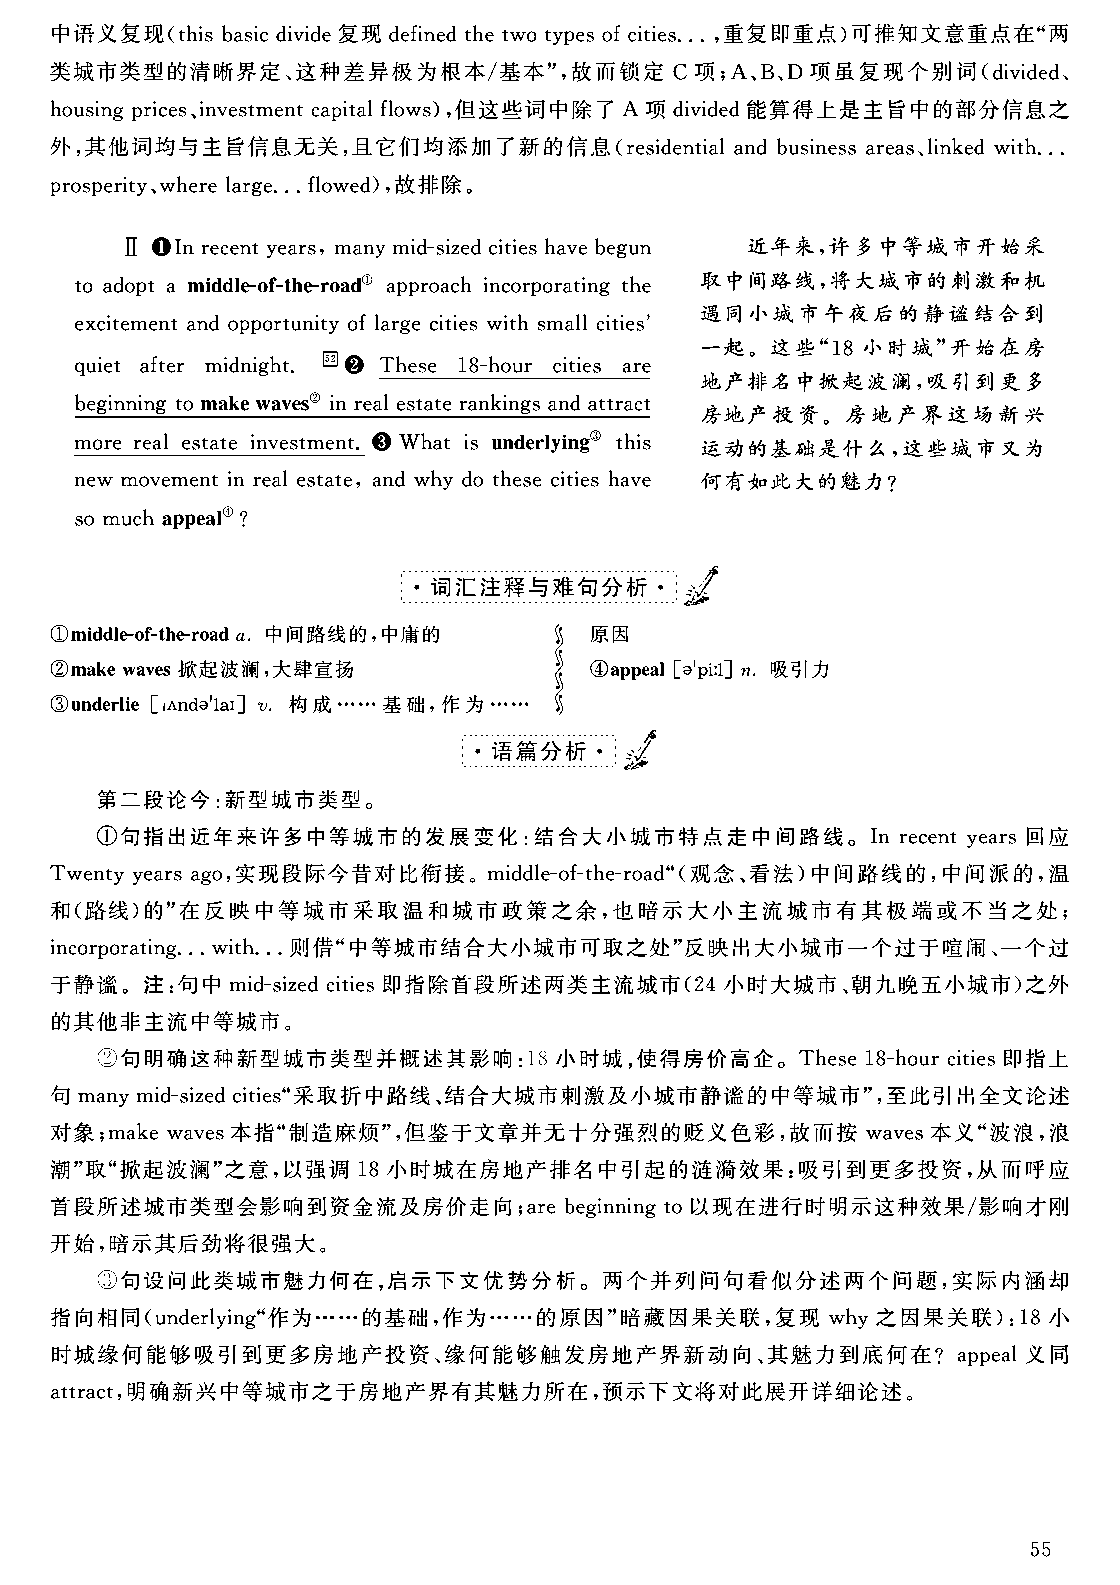 中语义复现(this basic divide 复现 defined the two types of cities...,重复即重点)可推知文意重点在“两
类城市类型的清晰界定、这种差异极为根本/基本”,故而锁定 C 项;A、B、D 项虽复现个别词(divided、
housing prices、investment capital flows),但这些词中除了 A 项 divided 能算得上是主旨中的部分信息之
外,其他词均与主旨信息无关,且它们均添加了新的信息(residential and business areas、linked with...
prosperity、where large... flowed),故排除。
Ⅱ ❶In recent years, many mid-sized cities have begun
to adopt a middle-of-the-road① approach incorporating the
excitement and opportunity of large cities with small cities'
quiet after midnight. 52 ❷ These 18-hour cities are
beginning to make waves② in real estate rankings and attract
more real estate investment. ❸ What is underlying③ this
new movement in real estate, and why do these cities have
so much appeal④?
近年来,许多中等城市开始采
取中间路线,将大城市的刺激和机
遇同小城市午夜后的静谧结合到
一起。这些“18 小时城”开始在房
地产排名中掀起波澜,吸引到更多
房地产投资。房地产界这场新兴
运动的基础是什么,这些城市又为
何有如此大的魅力?
·词汇注释与难句分析·
①middle-of-the-road a. 中间路线的,中庸的
②make waves 掀起波澜,大肆宣扬
③underlie [ˌʌndəˈlaɪ] v. 构成……基础,作为……
原因
④appeal [əˈpiːl] n. 吸引力
·语篇分析·
第二段论今:新型城市类型。
①句指出近年来许多中等城市的发展变化:结合大小城市特点走中间路线。In recent years 回应
Twenty years ago,实现段际今昔对比衔接。middle-of-the-road“(观念、看法)中间路线的,中间派的,温
和(路线)的”在反映中等城市采取温和城市政策之余,也暗示大小主流城市有其极端或不当之处;
incorporating... with... 则借“中等城市结合大小城市可取之处”反映出大小城市一个过于喧闹、一个过
于静谧。注:句中 mid-sized cities 即指除首段所述两类主流城市(24 小时大城市、朝九晚五小城市)之外
的其他非主流中等城市。
②句明确这种新型城市类型并概述其影响:18 小时城,使得房价高企。These 18-hour cities 即指上
句 many mid-sized cities“采取折中路线、结合大城市刺激及小城市静谧的中等城市”,至此引出全文论述
对象;make waves 本指“制造麻烦”,但鉴于文章并无十分强烈的贬义色彩,故而按 waves 本义“波浪,浪
潮”取“掀起波澜”之意,以强调 18 小时城在房地产排名中引起的涟漪效果:吸引到更多投资,从而呼应
首段所述城市类型会影响到资金流及房价走向;are beginning to 以现在进行时明示这种效果/影响才刚
开始,暗示其后劲将很强大。
③句设问此类城市魅力何在,启示下文优势分析。两个并列问句看似分述两个问题,实际内涵却
指向相同(underlying“作为……的基础,作为……的原因”暗藏因果关联,复现 why 之因果关联):18 小
时城缘何能够吸引到更多房地产投资、缘何能够触发房地产界新动向、其魅力到底何在? appeal 义同
attract,明确新兴中等城市之于房地产界有其魅力所在,预示下文将对此展开详细论述。
55